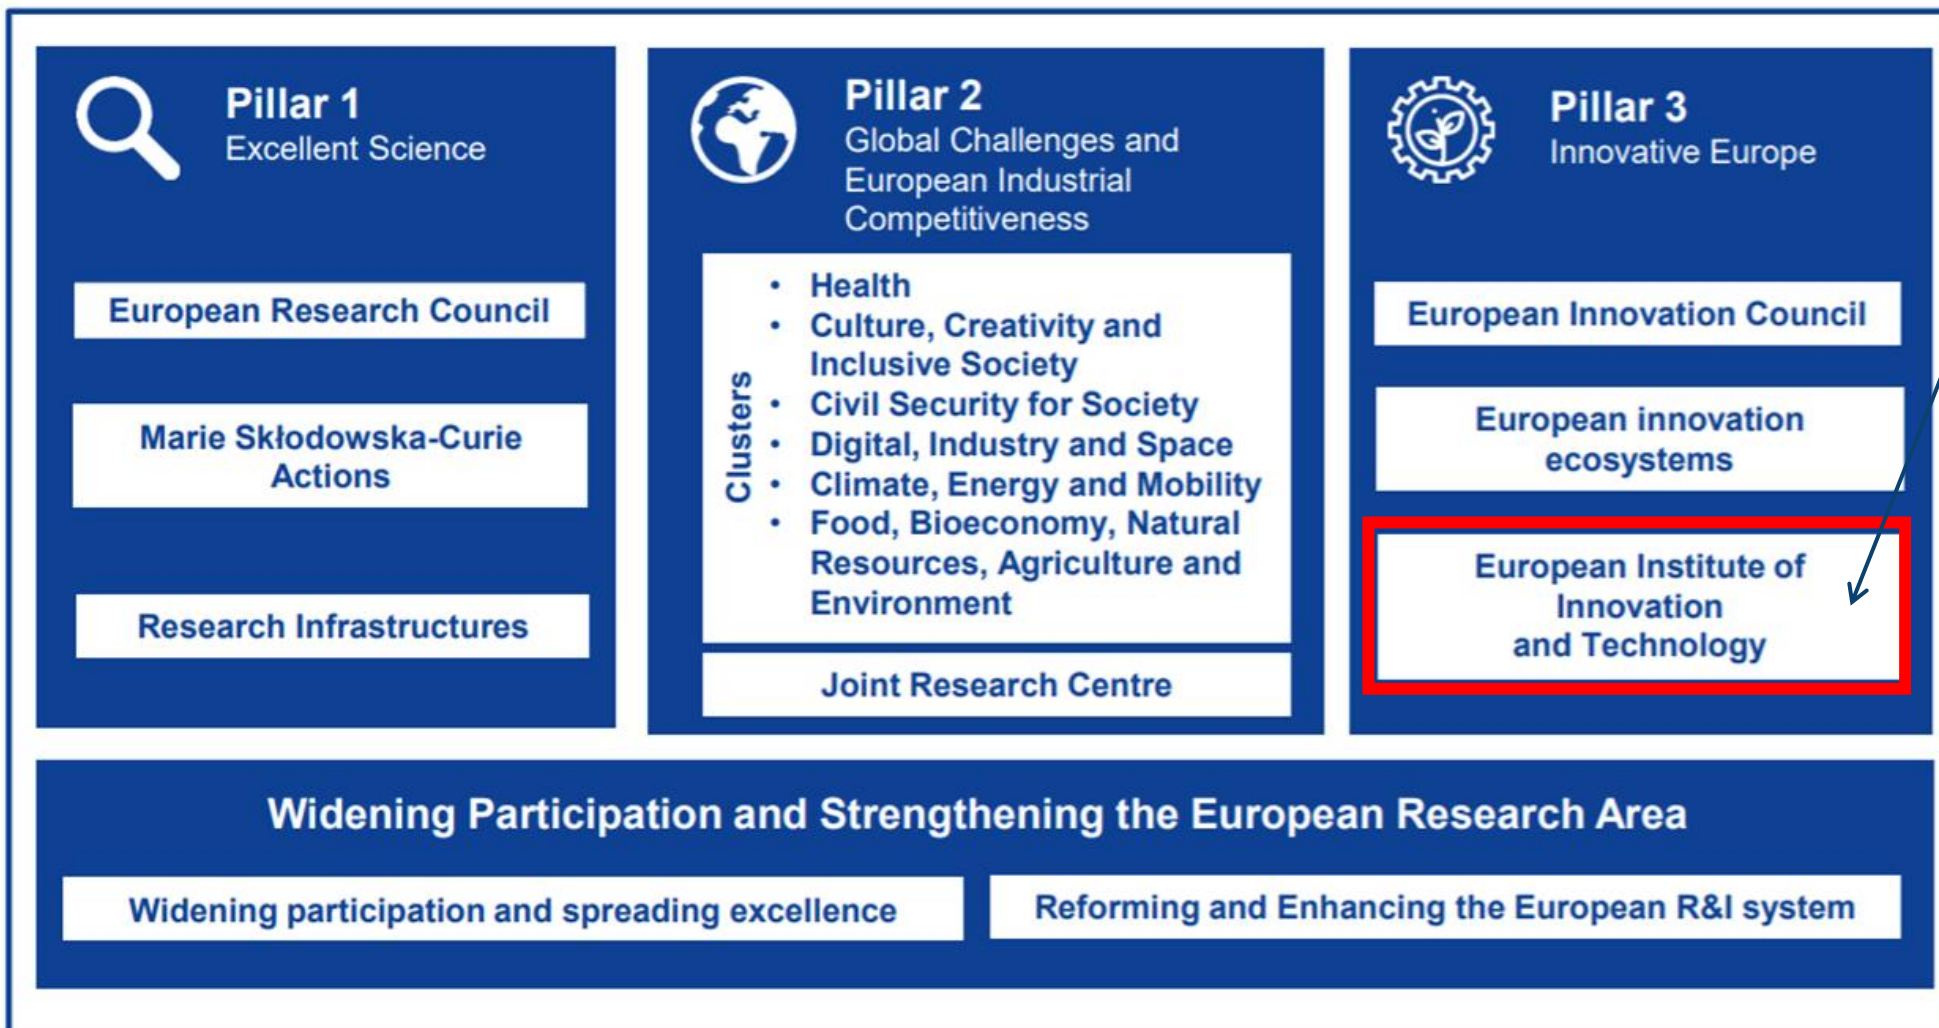 Pillar 1
Excellent Science
European Research Council
Marie Skłodowska-Curie
Actions
Research Infrastructures
Pillar 2
Global Challenges and
European Industrial
Competitiveness
Clusters
• Health
• Culture, Creativity and
Inclusive Society
• Civil Security for Society
• Digital, Industry and Space
• Climate, Energy and Mobility
• Food, Bioeconomy, Natural
Resources, Agriculture and
Environment
Joint Research Centre
Pillar 3
Innovative Europe
European Innovation Council
European innovation
ecosystems
European Institute of
Innovation
and Technology
Widening Participation and Strengthening the European Research Area
Widening participation and spreading excellence
Reforming and Enhancing the European R&I system